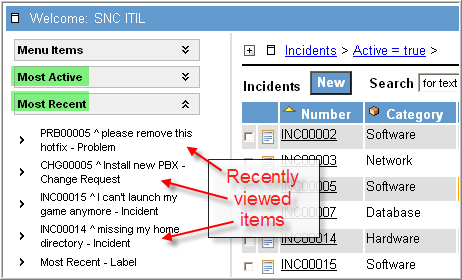 Welcome: SNC ITIL
Menu Items
Most Active
Most Recent
PRB00005 ^ please remove this
hotfix - Problem
CHG00005 ^ Install new PBX -
Change Request
INC00015 ^ I can't launch my
game anymore - Incident
INC00014 ^ missing my home
directory - Incident
Most Recent - Label
Recently
viewed
items
Incidents > Active = true >
Incidents New Search for text
Number Category
INC00002 Software
INC00003 Network
005 Software
007 Database
INC00014 Hardware
INC00015 Software